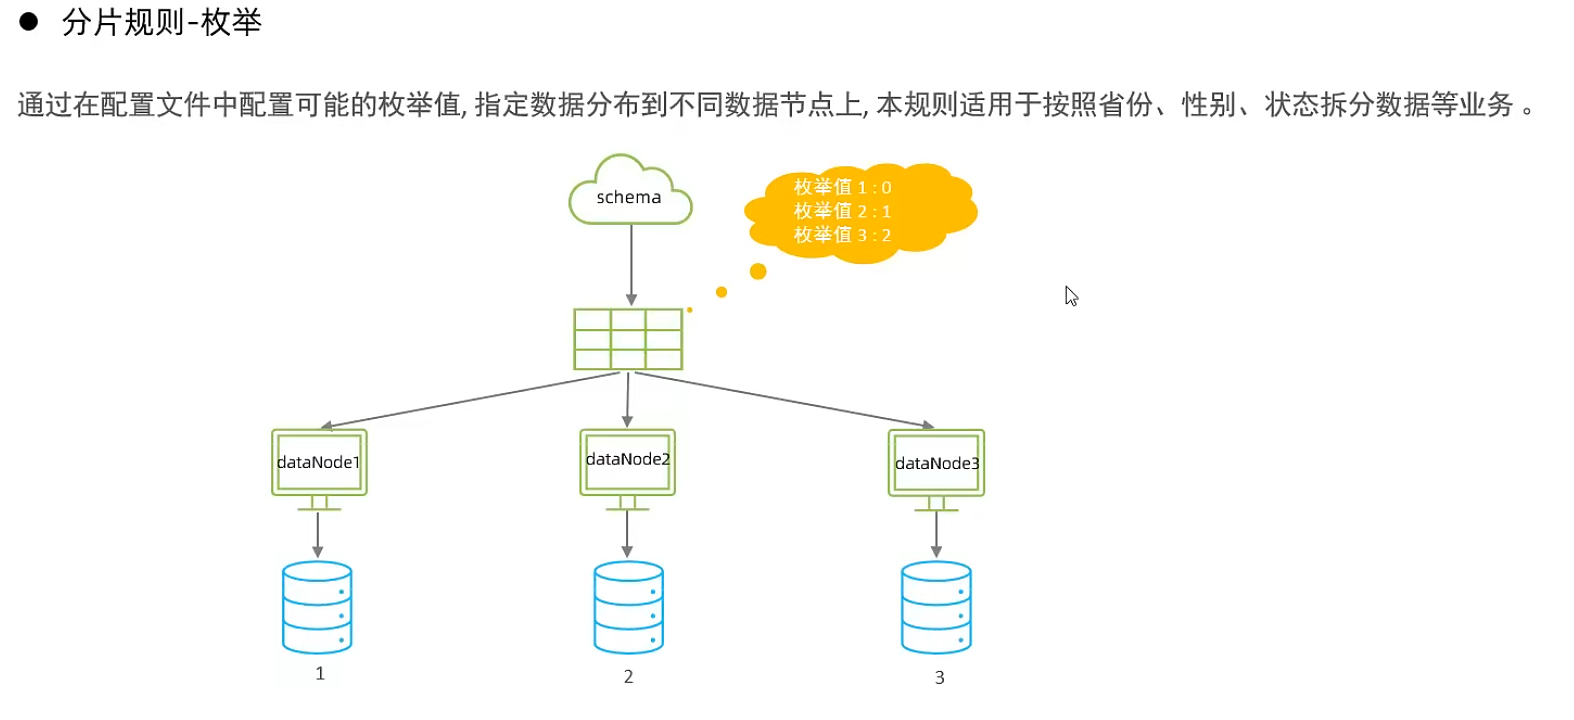 ● 分片规则-枚举
通过在配置文件中配置可能的枚举值, 指定数据分布到不同数据节点上, 本规则适用于按照省份、性别、状态拆分数据等业务 。
schema
枚举值 1 : 0
枚举值 2 : 1
枚举值 3 : 2
dataNode1
dataNode2
dataNode3
1
2
3